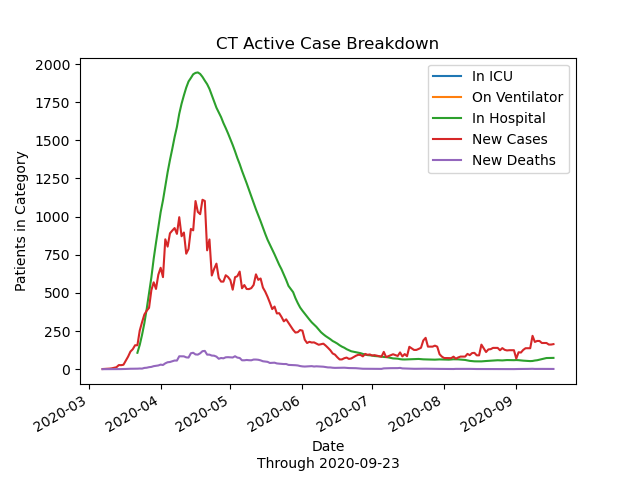 CT Active Case Breakdown
Patients in Category
2000
1750
1500
1250
1000
750
500
250
0
In ICU
On Ventilator
In Hospital
New Cases
New Deaths
2020-03
2020-04
2020-05
2020-06
2020-07
2020-08
2020-09
Date
Through 2020-09-23